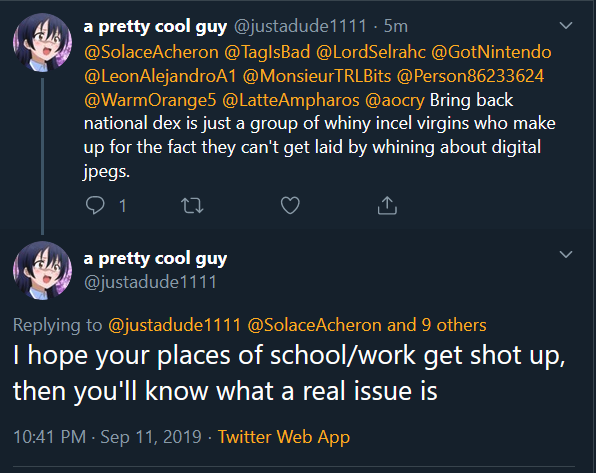 a pretty cool guy @justadude1111 · 5m
@SolaceAcheron @TagIsBad @LordSelrahc @GotNintendo
@LeonAlejandroA1 @MonsieurTRLBits @Person86233624
@WarmOrange5 @LatteAmpharos @aocry Bring back
national dex is just a group of whiny incel virgins who make
up for the fact they can't get laid by whining about digital
jpegs.
1
a pretty cool guy
@justadude1111
Replying to @justadude1111 @SolaceAcheron and 9 others
I hope your places of school/work get shot up,
then you'll know what a real issue is
10:41 PM · Sep 11, 2019 · Twitter Web App